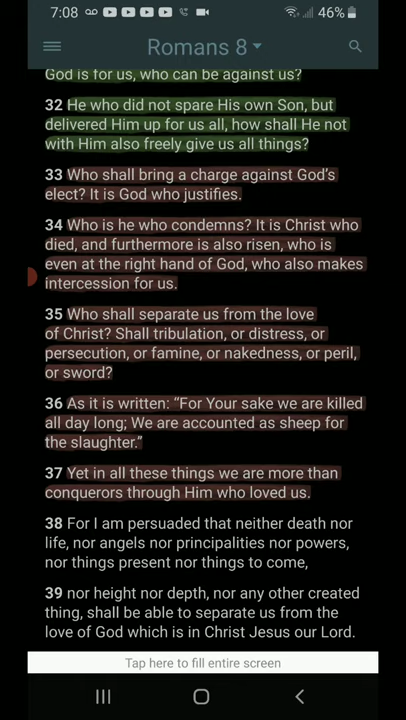 7:08
46%
Romans 8
God is for us, who can be against us?
32 He who did not spare His own Son, but
delivered Him up for us all, how shall He not
with Him also freely give us all things?
33 Who shall bring a charge against God's
elect? It is God who justifies.
34 Who is he who condemns? It is Christ who
died, and furthermore is also risen, who is
even at the right hand of God, who also makes
intercession for us.
35 Who shall separate us from the love
of Christ? Shall tribulation, or distress, or
persecution, or famine, or nakedness, or peril,
or sword?
36 As it is written: “For Your sake we are killed
all day long; We are accounted as sheep for
the slaughter.”
37 Yet in all these things we are more than
conquerors through Him who loved us.
38 For I am persuaded that neither death nor
life, nor angels nor principalities nor powers,
nor things present nor things to come,
39 nor height nor depth, nor any other created
thing, shall be able to separate us from the
love of God which is in Christ Jesus our Lord.
Tap here to fill entire screen